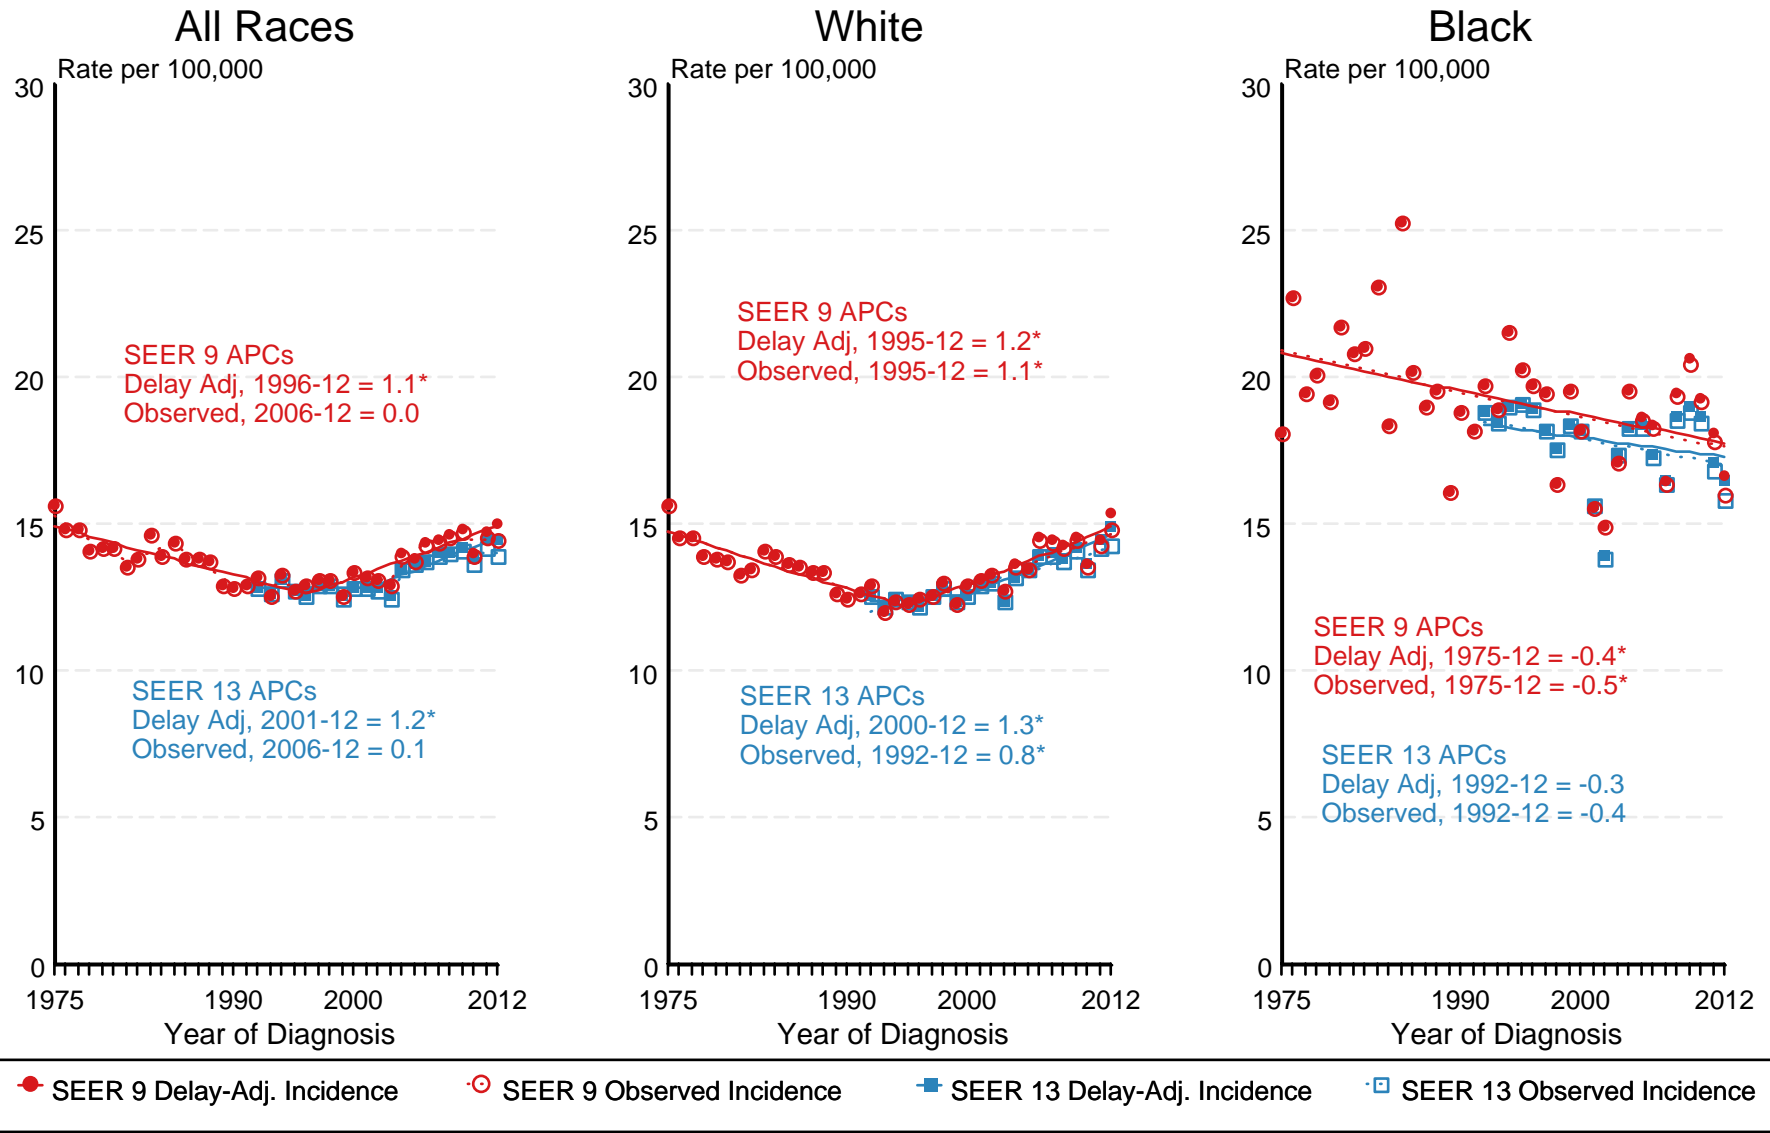 All Races
Rate per 100,000
30
25
20
15
10
5
0
SEER 9 APCs
Delay Adj, 1996-12 = 1.1*
Observed, 2006-12 = 0.0
SEER 13 APCs
Delay Adj, 2001-12 = 1.2*
Observed, 2006-12 = 0.1
1975 1990 2000 2012
Year of Diagnosis
White
Rate per 100,000
30
25
20
15
10
5
0
SEER 9 APCs
Delay Adj, 1995-12 = 1.2*
Observed, 1995-12 = 1.1*
SEER 13 APCs
Delay Adj, 2000-12 = 1.3*
Observed, 1992-12 = 0.8*
1975 1990 2000 2012
Year of Diagnosis
Black
Rate per 100,000
30
25
20
15
10
5
0
SEER 9 APCs
Delay Adj, 1975-12 = -0.4*
Observed, 1975-12 = -0.5*
SEER 13 APCs
Delay Adj, 1992-12 = -0.3
Observed, 1992-12 = -0.4
1975 1990 2000 2012
Year of Diagnosis
SEER 9 Delay-Adj. Incidence SEER 9 Observed Incidence SEER 13 Delay-Adj. Incidence SEER 13 Observed Incidence